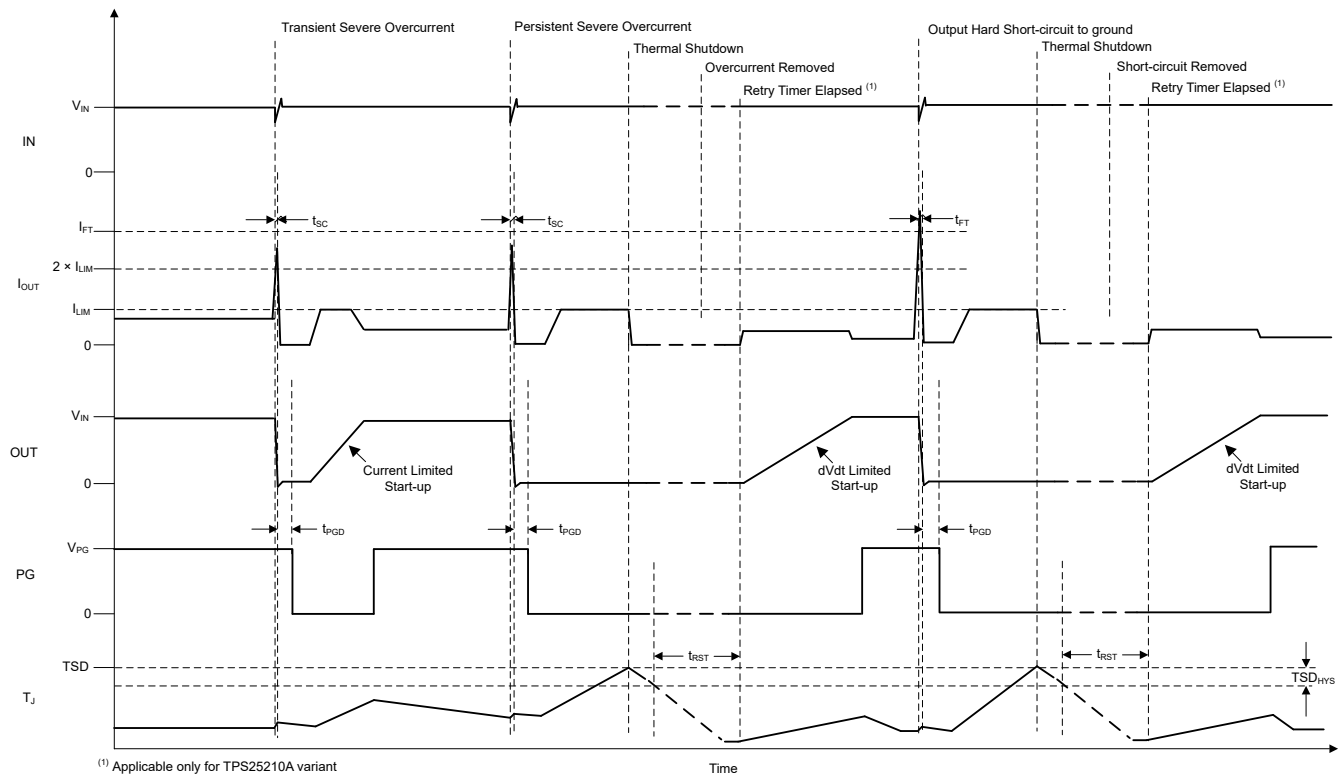 Transient Severe Overcurrent
Persistent Severe Overcurrent
Thermal Shutdown
Overcurrent Removed
Retry Timer Elapsed (1)
Output Hard Short-circuit to ground
Thermal Shutdown
Short-circuit Removed
Retry Timer Elapsed (1)
VIN
IN
0
tSC
tSC
tFT
IFT
2 × ILIM
IOUT
ILIM
0
VIN
OUT
0
Current Limited
Start-up
dVdt Limited
Start-up
dVdt Limited
Start-up
tPGD
tPGD
tPGD
VPG
PG
0
tRST
tRST
TSD
TSDHYS
TJ
(1) Applicable only for TPS25210A variant
Time